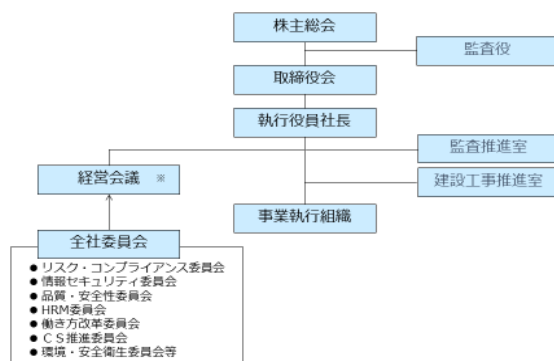 株主総会
監査役
取締役会
執行役員社長
監査推進室
経営会議 ※
建設工事推進室
事業執行組織
全社委員会
● リスク・コンプライアンス委員会
● 情報セキュリティ委員会
● 品質・安全性委員会
● HRM委員会
● 働き方改革委員会
● ＣＳ推進委員会
● 環境・安全衛生委員会等